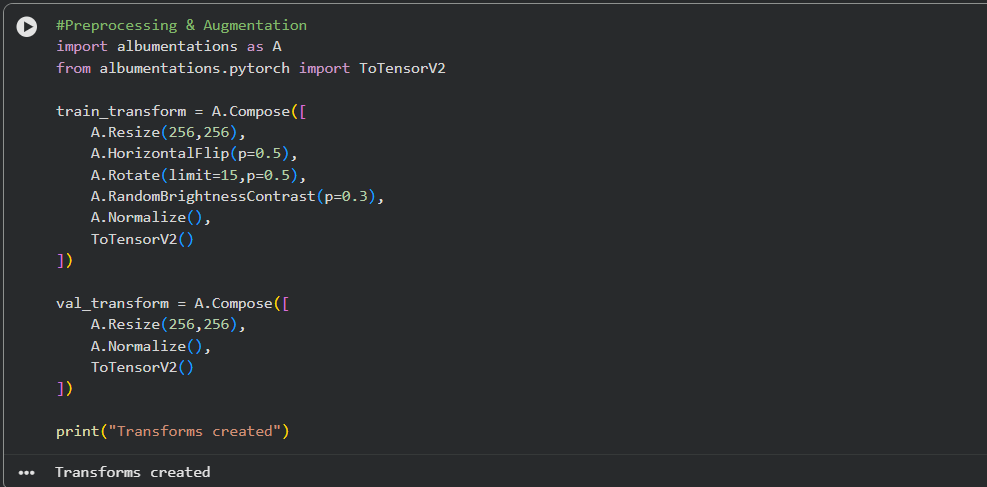 #Preprocessing & Augmentation
import albumentations as A
from albumentations.pytorch import ToTensorV2

train_transform = A.Compose([
    A.Resize(256,256),
    A.HorizontalFlip(p=0.5),
    A.Rotate(limit=15,p=0.5),
    A.RandomBrightnessContrast(p=0.3),
    A.Normalize(),
    ToTensorV2()
])

val_transform = A.Compose([
    A.Resize(256,256),
    A.Normalize(),
    ToTensorV2()
])

print("Transforms created")
Transforms created